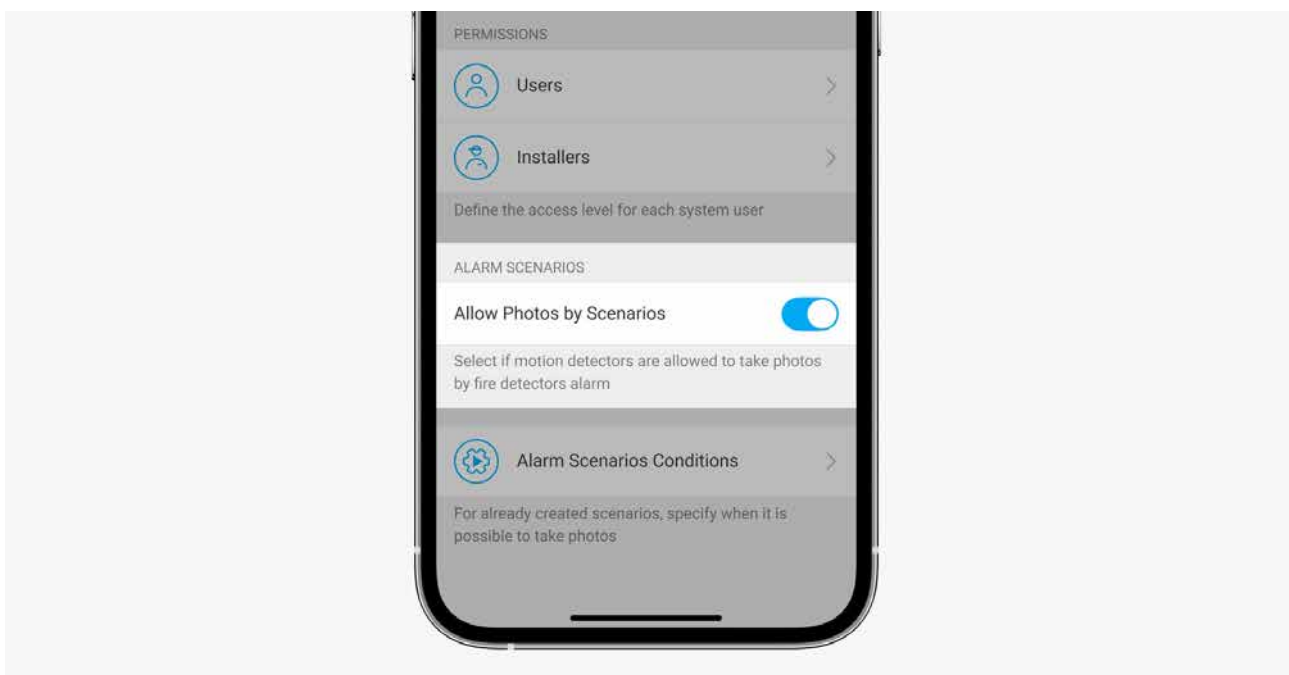 PERMISSIONS
Users
Installers
Define the access level for each system user
ALARM SCENARIOS
Allow Photos by Scenarios
Select if motion detectors are allowed to take photos
by fire detectors alarm
Alarm Scenarios Conditions
For already created scenarios, specify when it is
possible to take photos